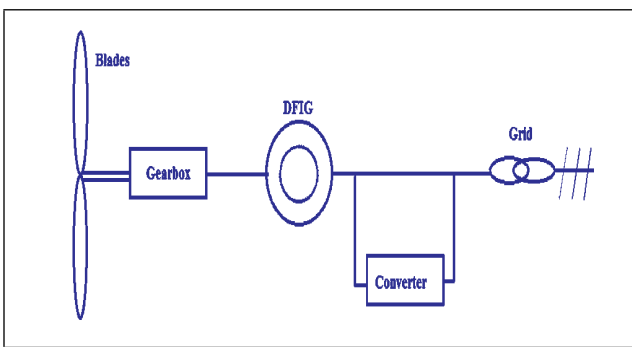 Blades
DFIG
Grid
Gearbox
Converter